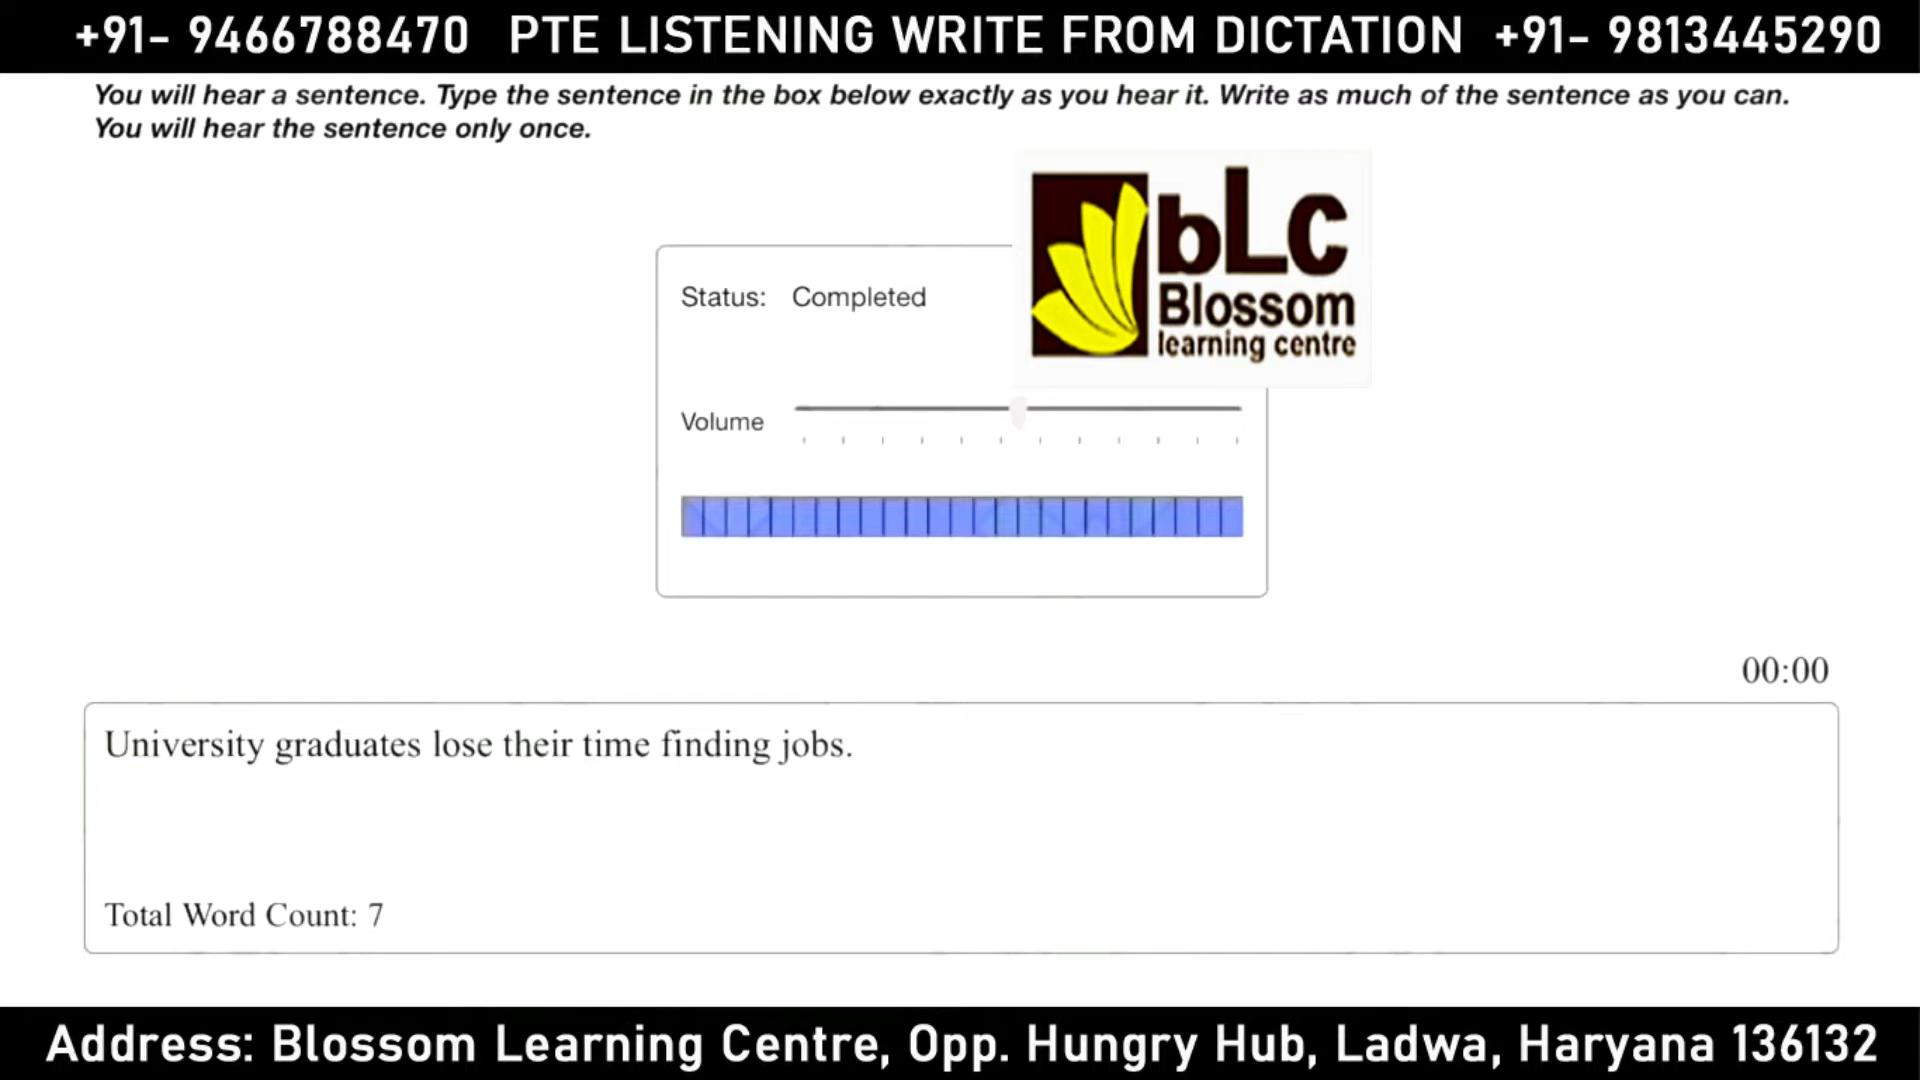 +91- 9466788470 PTE LISTENING WRITE FROM DICTATION +91- 9813445290
You will hear a sentence. Type the sentence in the box below exactly as you hear it. Write as much of the sentence as you can.
You will hear the sentence only once.
bLc
Blossom
learning centre
Status: Completed
Volume
00:00
University graduates lose their time finding jobs.
Total Word Count: 7
Address: Blossom Learning Centre, Opp. Hungry Hub, Ladwa, Haryana 136132